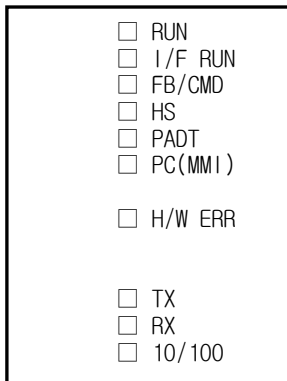 □ RUN
□ I/F RUN
□ FB/CMD
□ HS
□ PADT
□ PC(MMI)
□ H/W ERR
□ TX
□ RX
□ 10/100